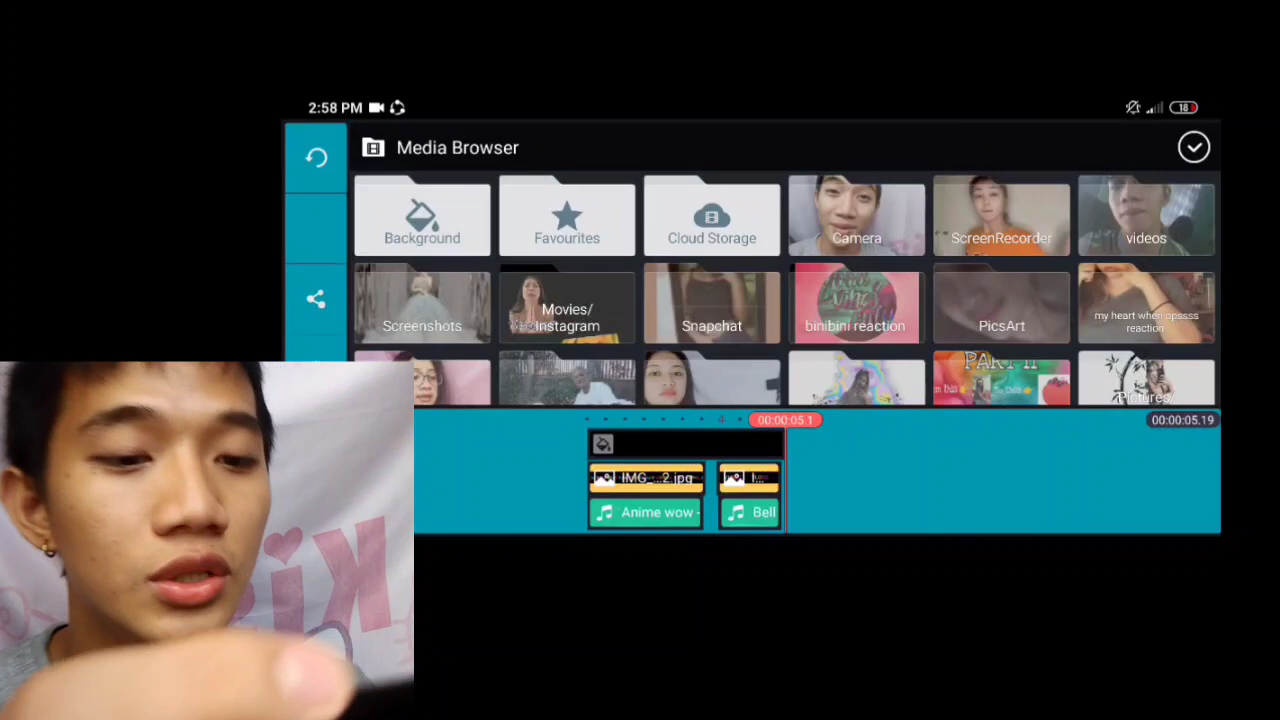 2:58 PM
18
Media Browser
Background
Favourites
Cloud Storage
Camera
ScreenRecorder
videos
Screenshots
Movies/
Instagram
Snapchat
binibini reaction
PicsArt
my heart when opssss
reaction
PART II
Pictures/
4
00:00:05.1
00:00:05.19
IMG_...2.jpg
I...
Anime wow -
Bell
Kis